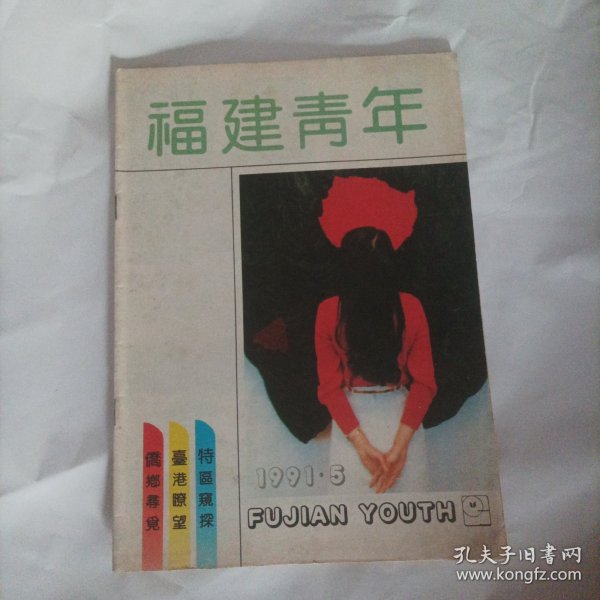 福建青年
僑鄉尋覓
臺港瞭望
特區窺探
1991·5
FUJIAN YOUTH
孔夫子旧书网
www.kongfz.com